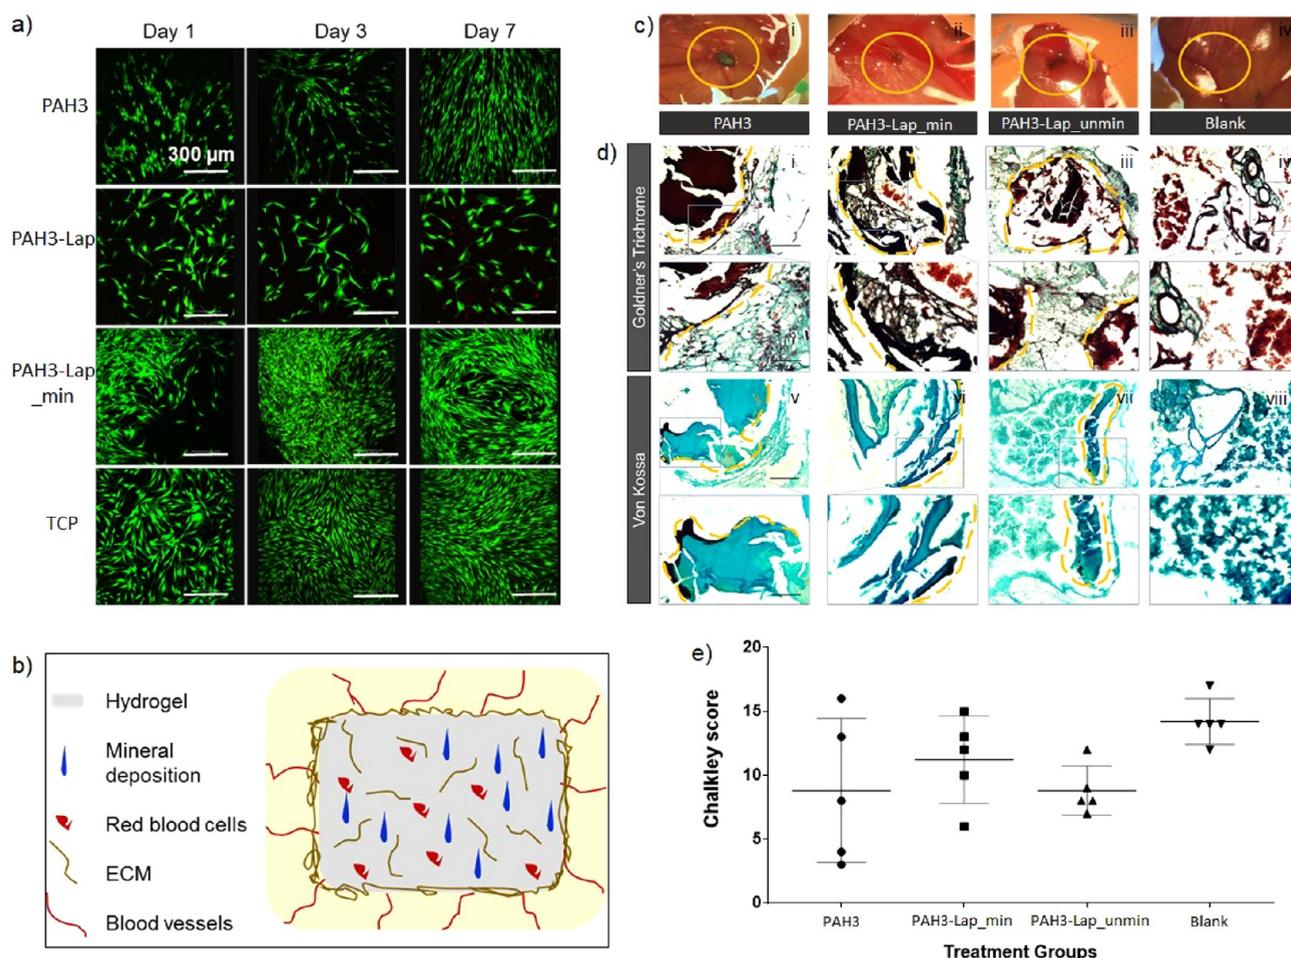 a)
Day 1 Day 3 Day 7
PAH3
300 µm
PAH3-Lap
PAH3-Lap
_min
TCP
b)
Hydrogel
Mineral
deposition
Red blood cells
ECM
Blood vessels
c)
i ii iii iv
PAH3 PAH3-Lap_min PAH3-Lap_unmin Blank
d)
Goldner's Trichrome
i iii iv
Von Kossa
v vi vii viii
e)
Chalkley score
20
15
10
5
0
PAH3 PAH3-Lap_min PAH3-Lap_unmin Blank
Treatment Groups